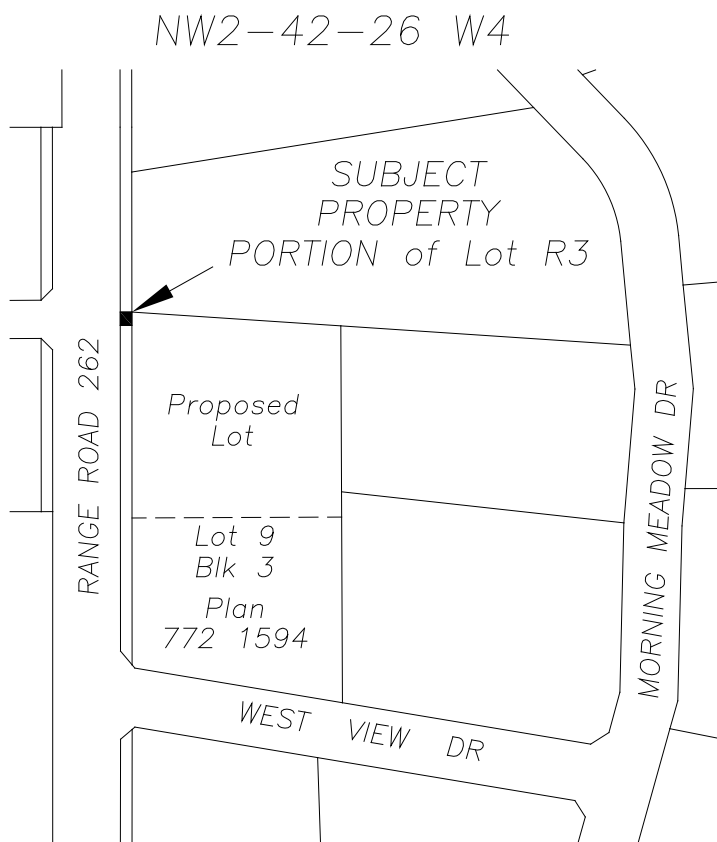 NW2-42-26 W4
SUBJECT
PROPERTY
PORTION of Lot R3
RANGE ROAD 262
Proposed
Lot
MORNING MEADOW DR
Lot 9
Blk 3
Plan
772 1594
WEST VIEW DR